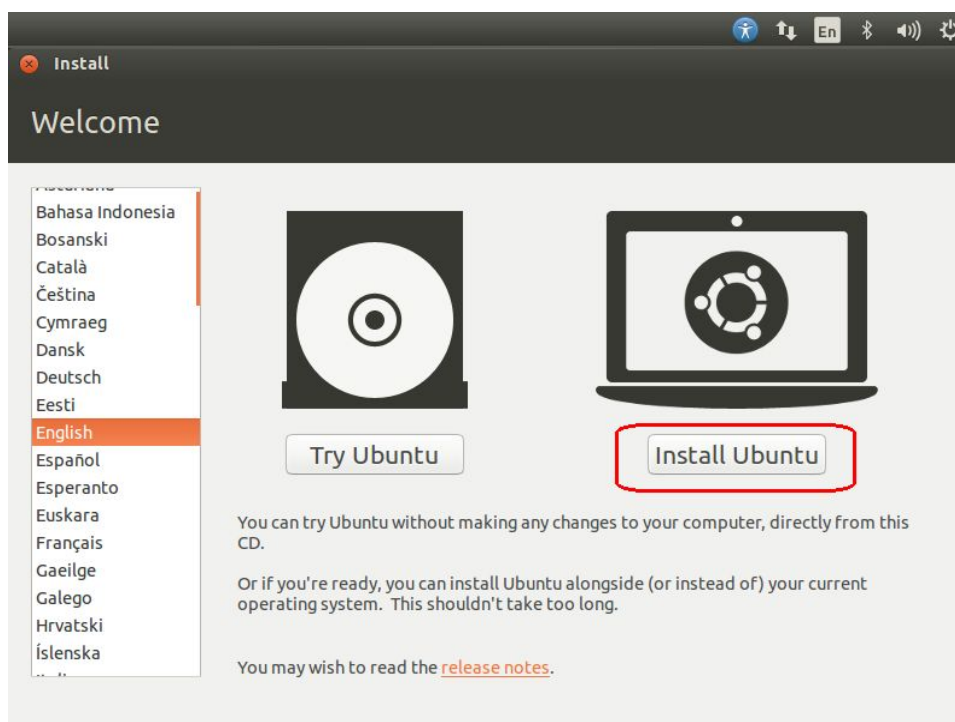 En
Install
Welcome
Bahasa Indonesia
Bosanski
Català
Čeština
Cymraeg
Dansk
Deutsch
Eesti
English
Español
Esperanto
Euskara
Français
Gaeilge
Galego
Hrvatski
Íslenska
Try Ubuntu
Install Ubuntu
You can try Ubuntu without making any changes to your computer, directly from this
CD.
Or if you're ready, you can install Ubuntu alongside (or instead of) your current
operating system. This shouldn't take too long.
You may wish to read the release notes.